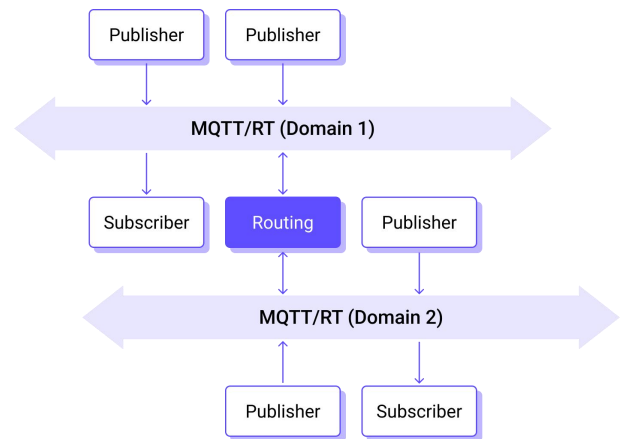 Publisher
Publisher
MQTT/RT (Domain 1)
Subscriber
Routing
Publisher
MQTT/RT (Domain 2)
Publisher
Subscriber